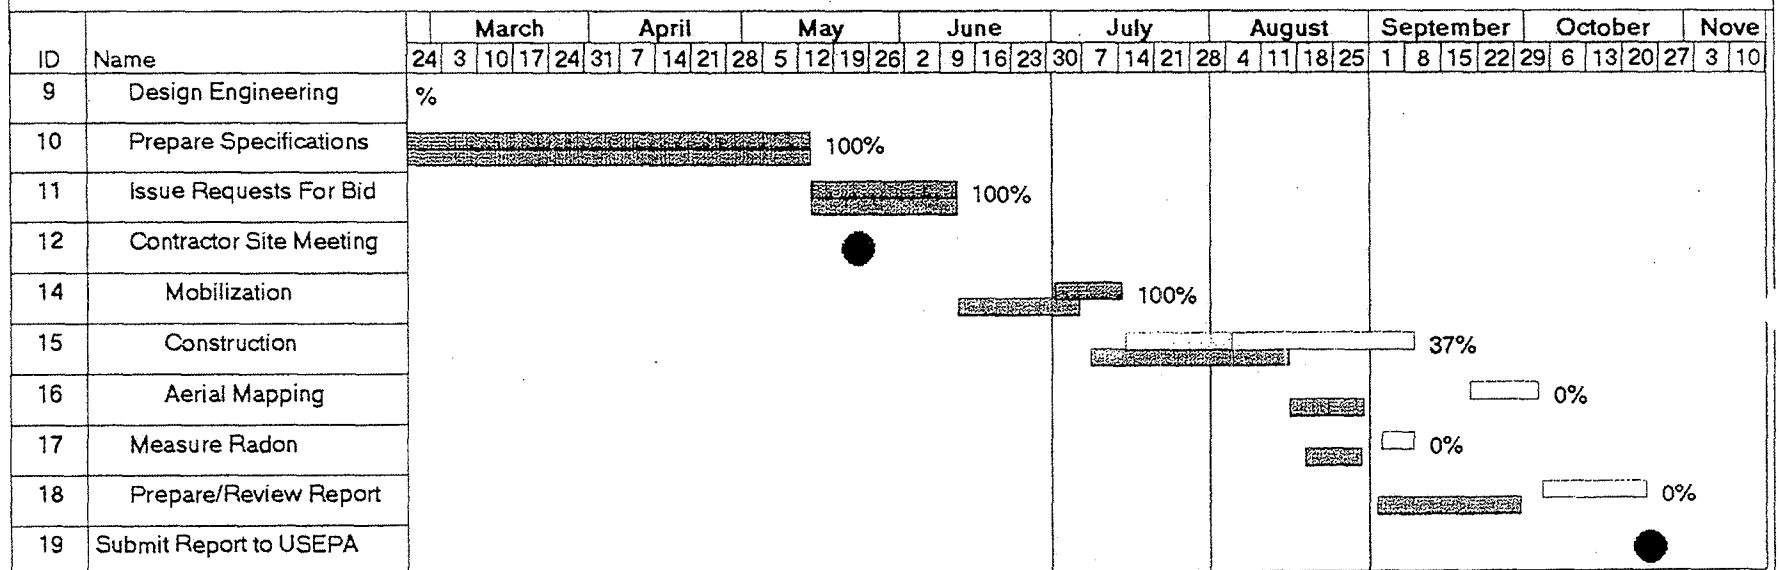 March April May June July August September October Nove
ID Name 24 3 10 17 24 31 7 14 21 28 5 12 19 26 2 9 16 23 30 7 14 21 28 4 11 18 25 1 8 15 22 29 6 13 20 27 3 10
9 Design Engineering %
10 Prepare Specifications 100%
11 Issue Requests For Bid 100%
12 Contractor Site Meeting
14 Mobilization 100%
15 Construction 37%
16 Aerial Mapping 0%
17 Measure Radon 0%
18 Prepare/Review Report 0%
19 Submit Report to USEPA